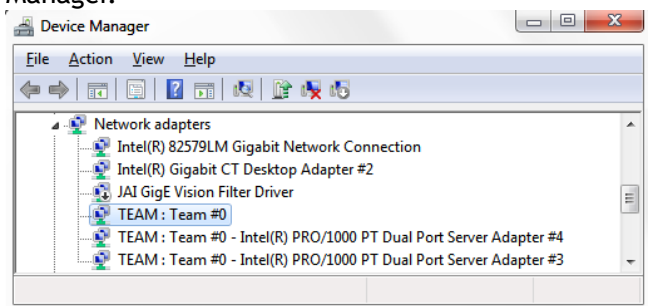 Manager.
Device Manager
File Action View Help
Network adapters
Intel(R) 82579LM Gigabit Network Connection
Intel(R) Gigabit CT Desktop Adapter #2
JAI GigE Vision Filter Driver
TEAM : Team #0
TEAM : Team #0 - Intel(R) PRO/1000 PT Dual Port Server Adapter #4
TEAM : Team #0 - Intel(R) PRO/1000 PT Dual Port Server Adapter #3